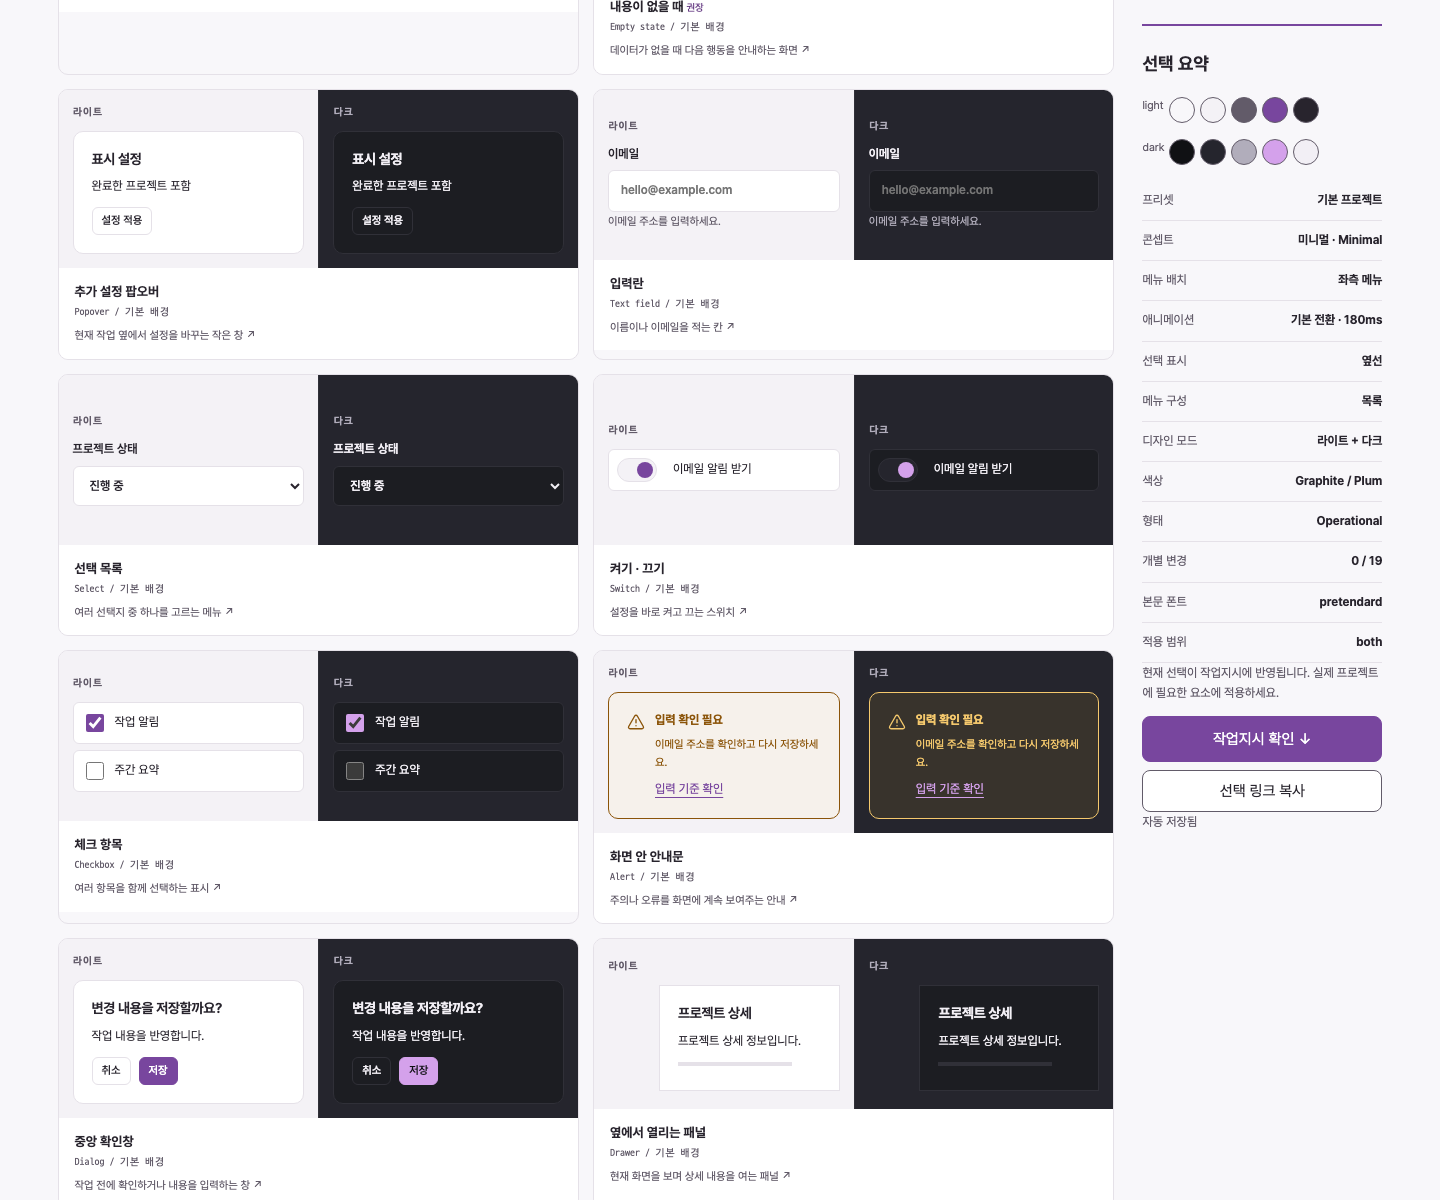 내용이 없을 때 권장
Empty state / 기본 배경
데이터가 없을 때 다음 행동을 안내하는 화면 ↗
라이트
표시 설정
완료한 프로젝트 포함
설정 적용
다크
표시 설정
완료한 프로젝트 포함
설정 적용
추가 설정 팝오버
Popover / 기본 배경
현재 작업 옆에서 설정을 바꾸는 작은 창 ↗
라이트
이메일
hello@example.com
이메일 주소를 입력하세요.
다크
이메일
hello@example.com
이메일 주소를 입력하세요.
입력란
Text field / 기본 배경
이름이나 이메일을 적는 칸 ↗
라이트
프로젝트 상태
진행 중
다크
프로젝트 상태
진행 중
선택 목록
Select / 기본 배경
여러 선택지 중 하나를 고르는 메뉴 ↗
라이트
이메일 알림 받기
다크
이메일 알림 받기
켜기 · 끄기
Switch / 기본 배경
설정을 바로 켜고 끄는 스위치 ↗
라이트
작업 알림
주간 요약
다크
작업 알림
주간 요약
체크 항목
Checkbox / 기본 배경
여러 항목을 함께 선택하는 표시 ↗
라이트
입력 확인 필요
이메일 주소를 확인하고 다시 저장하세
요.
입력 기준 확인
다크
입력 확인 필요
이메일 주소를 확인하고 다시 저장하세
요.
입력 기준 확인
화면 안 안내문
Alert / 기본 배경
주의나 오류를 화면에 계속 보여주는 안내 ↗
라이트
변경 내용을 저장할까요?
작업 내용을 반영합니다.
취소 저장
다크
변경 내용을 저장할까요?
작업 내용을 반영합니다.
취소 저장
중앙 확인창
Dialog / 기본 배경
작업 전에 확인하거나 내용을 입력하는 창 ↗
라이트
프로젝트 상세
프로젝트 상세 정보입니다.
다크
프로젝트 상세
프로젝트 상세 정보입니다.
옆에서 열리는 패널
Drawer / 기본 배경
현재 화면을 보며 상세 내용을 여는 패널 ↗
선택 요약
light
dark
프리셋 기본 프로젝트
콘셉트 미니멀 · Minimal
메뉴 배치 좌측 메뉴
애니메이션 기본 전환 · 180ms
선택 표시 옆선
메뉴 구성 목록
디자인 모드 라이트 + 다크
색상 Graphite / Plum
형태 Operational
개별 변경 0 / 19
본문 폰트 pretendard
적용 범위 both
현재 선택이 작업지시에 반영됩니다. 실제 프로젝트
에 필요한 요소에 적용하세요.
작업지시 확인 ↓
선택 링크 복사
자동 저장됨